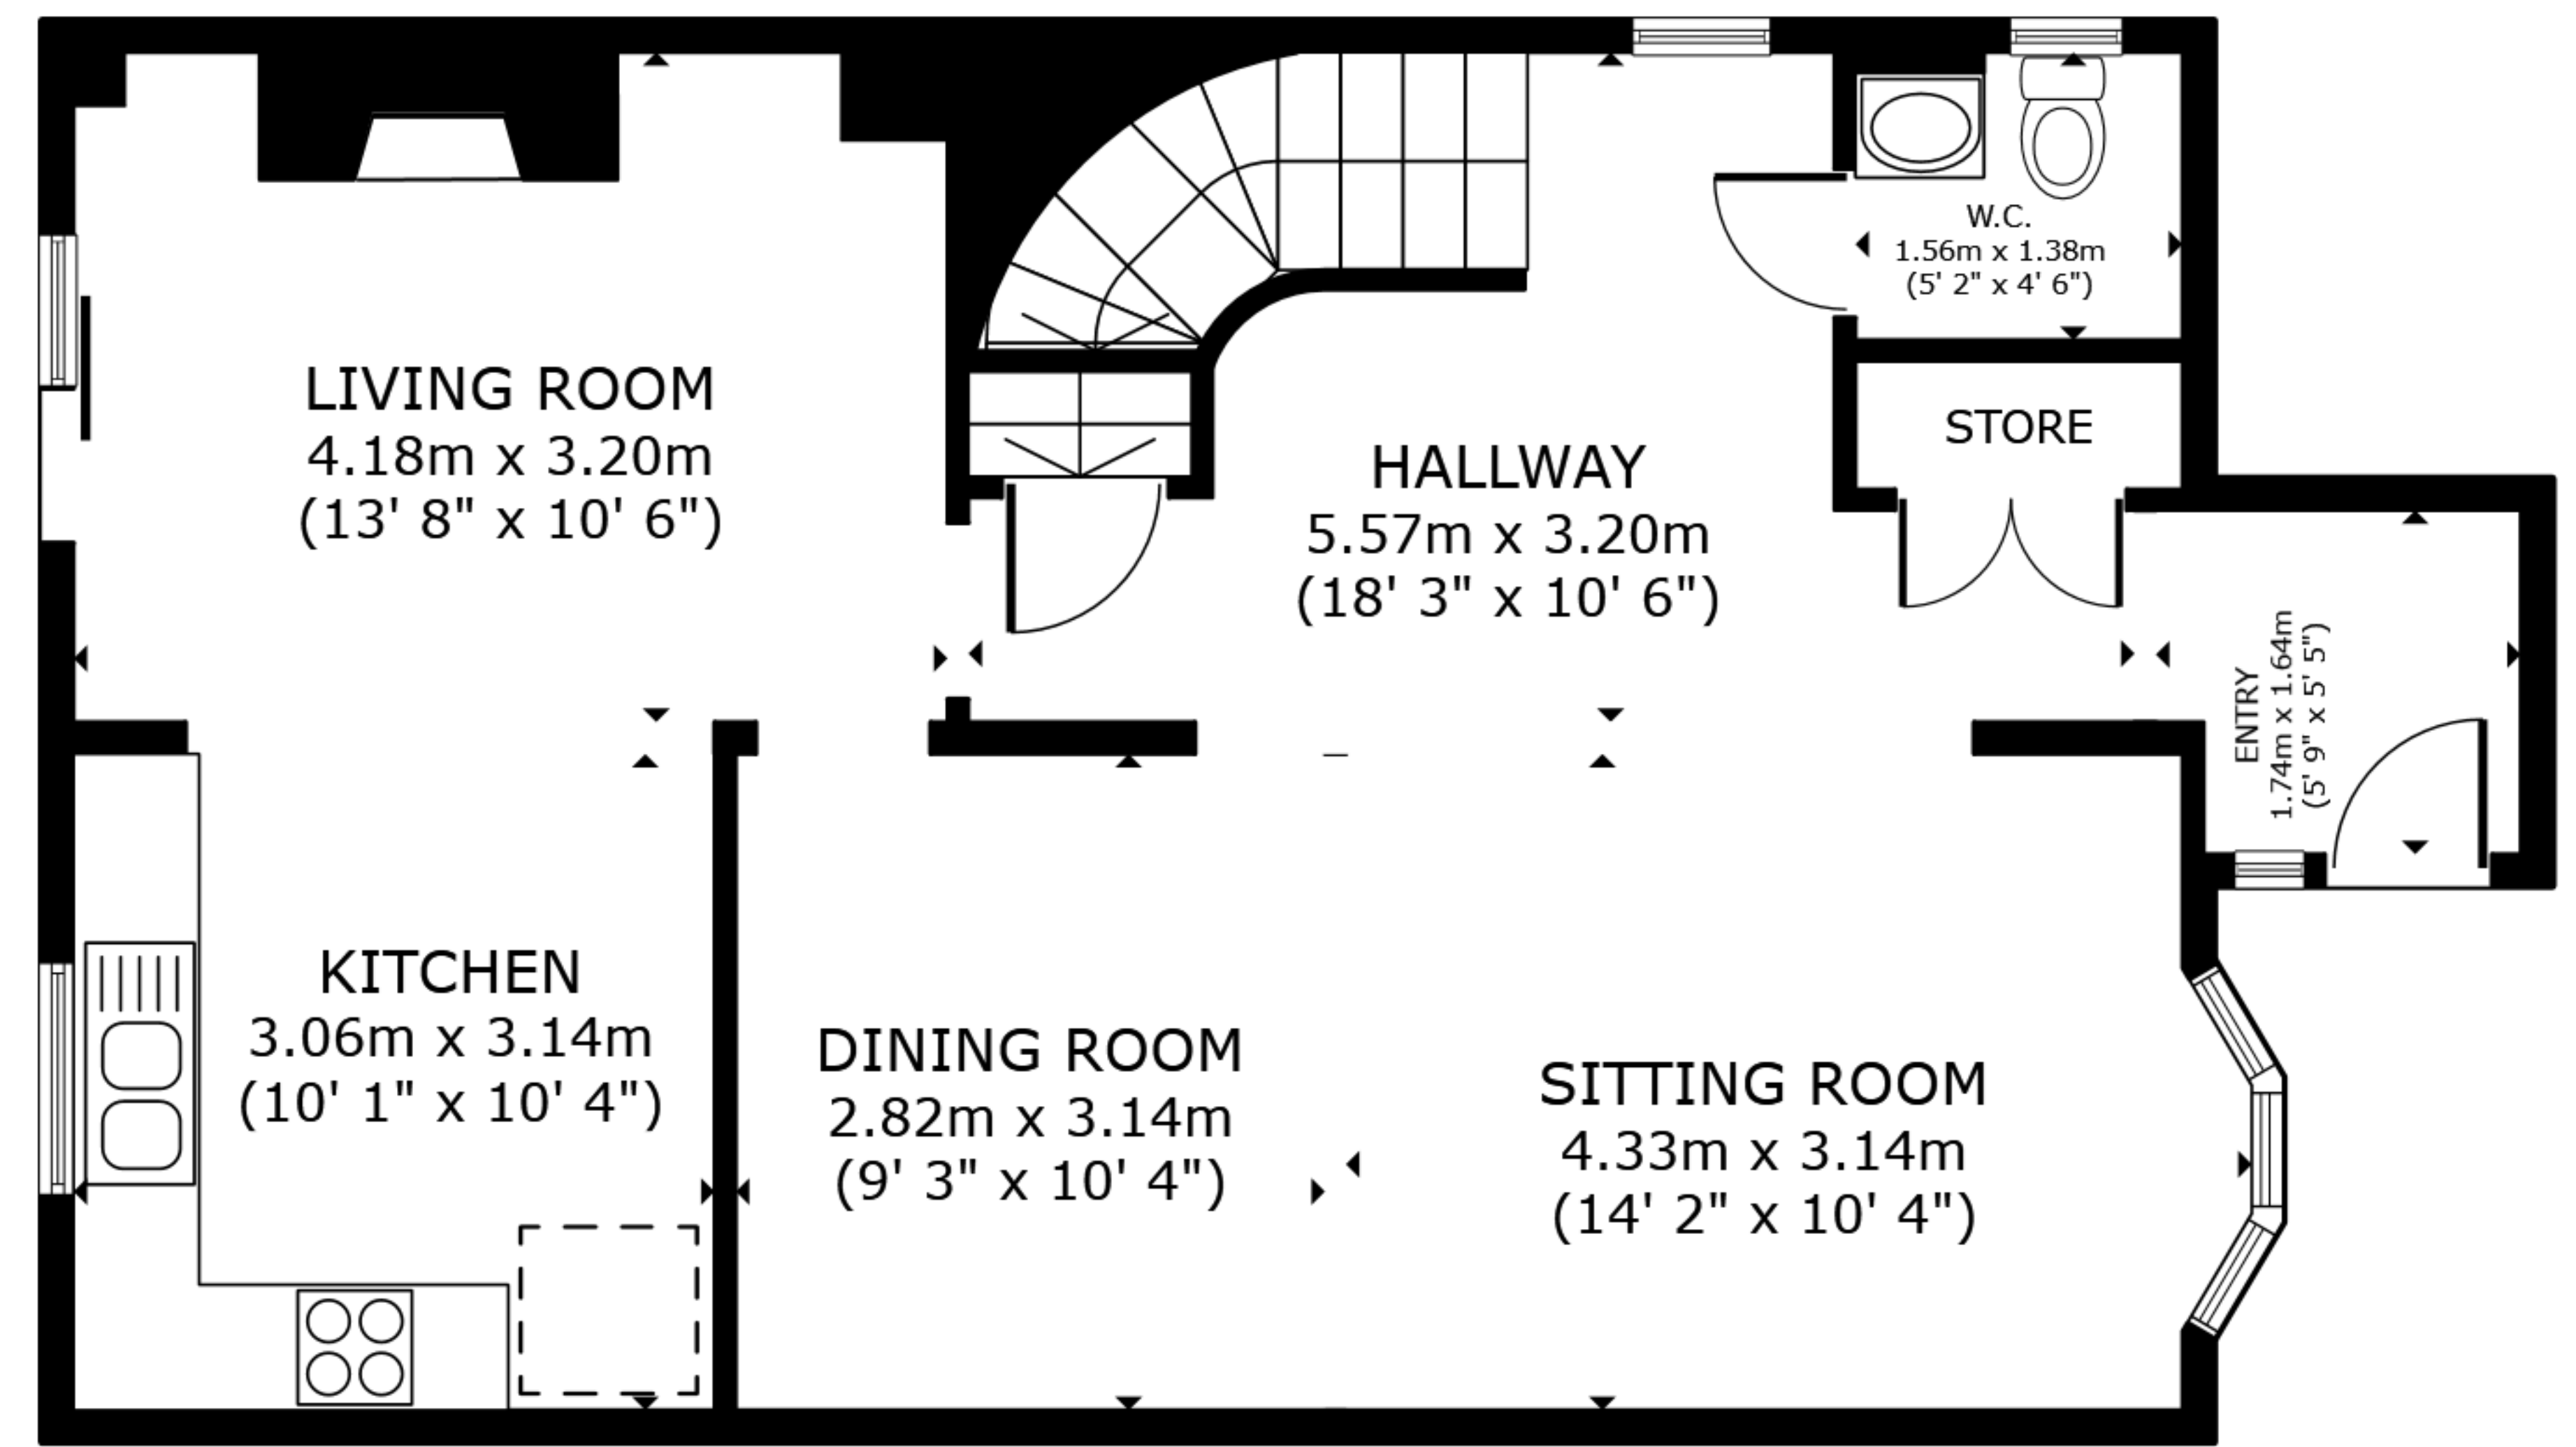 W.C.
1.56m x 1.38m
(5' 2" x 4' 6")
LIVING ROOM
4.18m x 3.20m
(13' 8" x 10' 6")
HALLWAY
5.57m x 3.20m
(18' 3" x 10' 6")
STORE
ENTRY
1.74m x 1.64m
(5' 9" x 5' 5")
KITCHEN
3.06m x 3.14m
(10' 1" x 10' 4")
DINING ROOM
2.82m x 3.14m
(9' 3" x 10' 4")
SITTING ROOM
4.33m x 3.14m
(14' 2" x 10' 4")